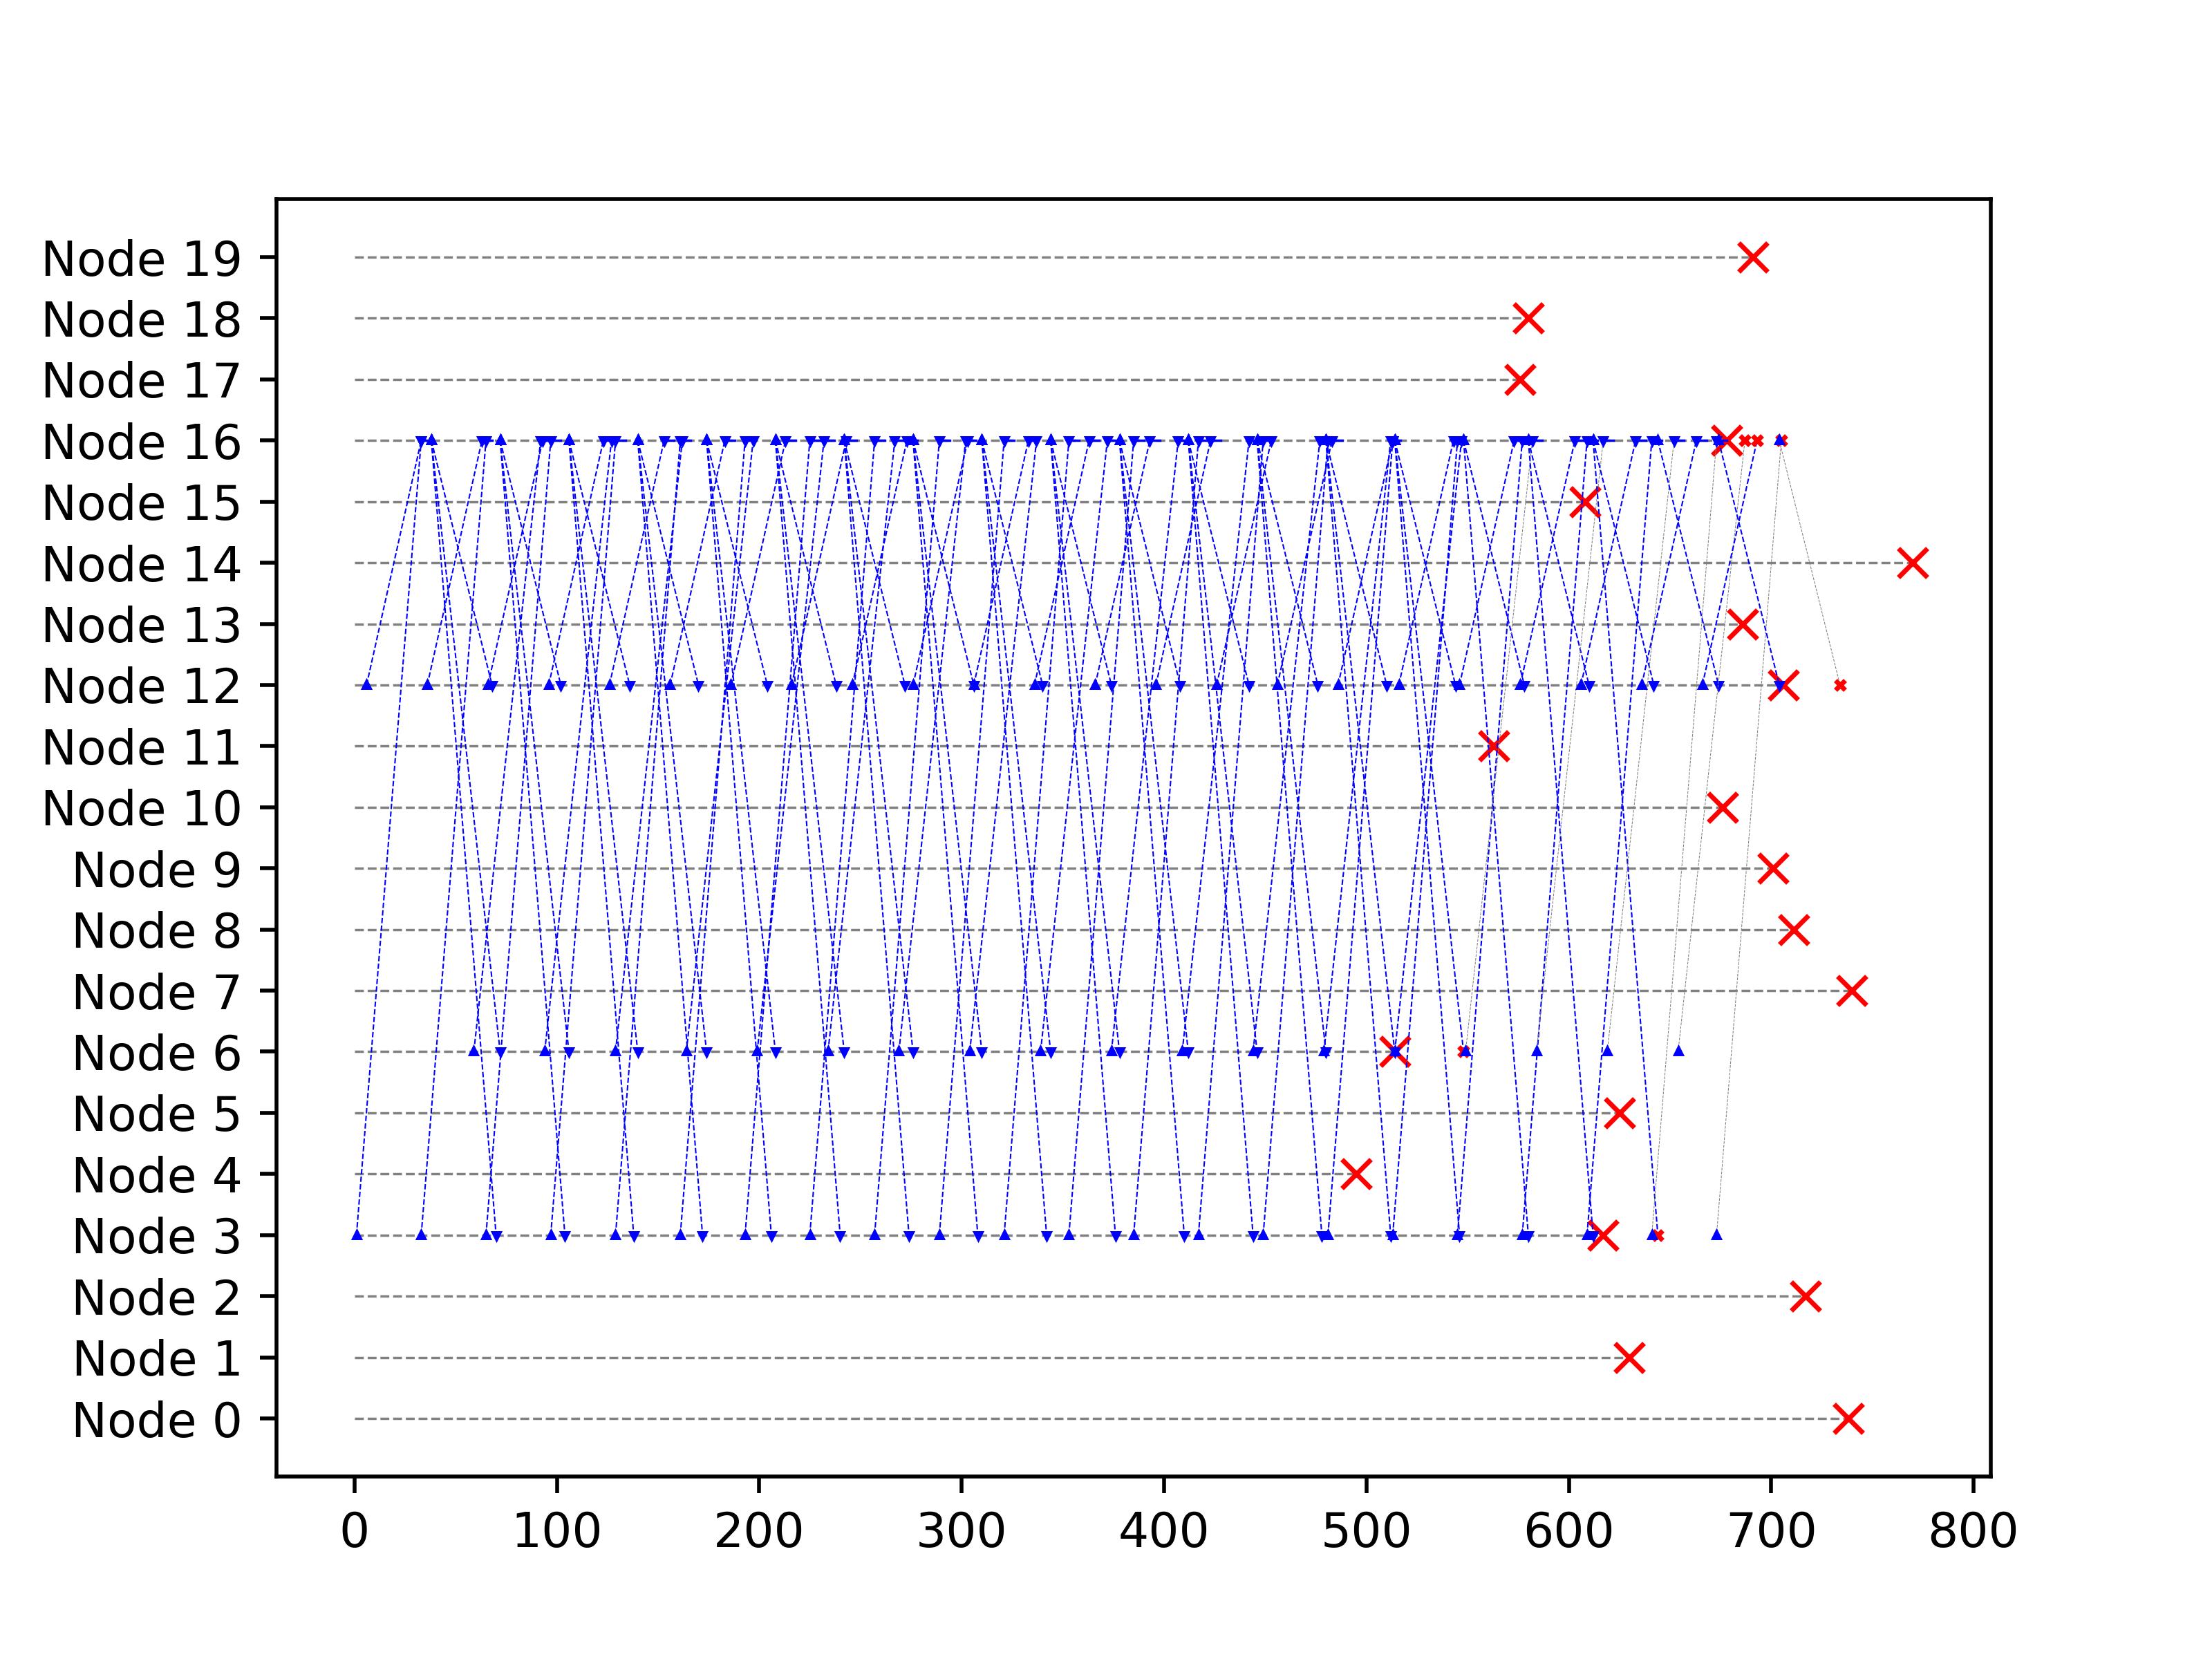 Node 19
Node 18
Node 17
Node 16
Node 15
Node 14
Node 13
Node 12
Node 11
Node 10
Node 9
Node 8
Node 7
Node 6
Node 5
Node 4
Node 3
Node 2
Node 1
Node 0
0 100 200 300 400 500 600 700 800